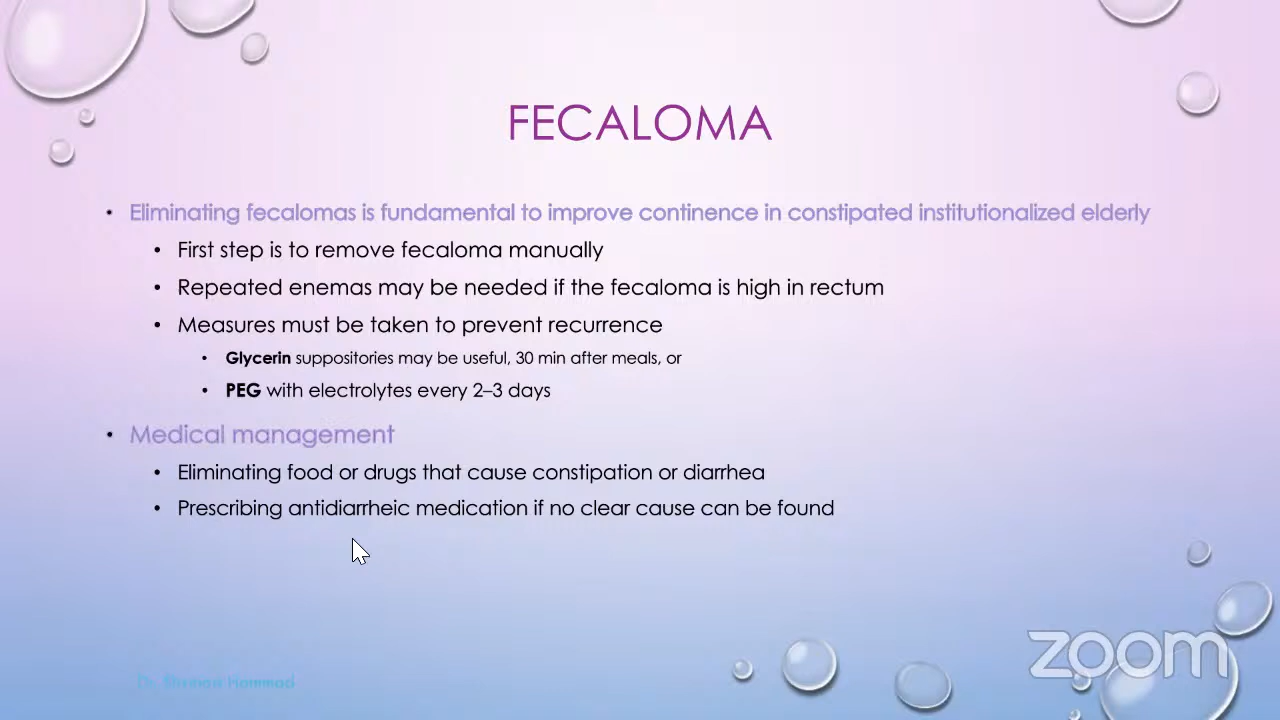 FECALOMA
Eliminating fecalomas is fundamental to improve continence in constipated institutionalized elderly
First step is to remove fecaloma manually
Repeated enemas may be needed if the fecaloma is high in rectum
Measures must be taken to prevent recurrence
Glycerin suppositories may be useful, 30 min after meals, or
PEG with electrolytes every 2–3 days
Medical management
Eliminating food or drugs that cause constipation or diarrhea
Prescribing antidiarrheic medication if no clear cause can be found
zoom
Dr.